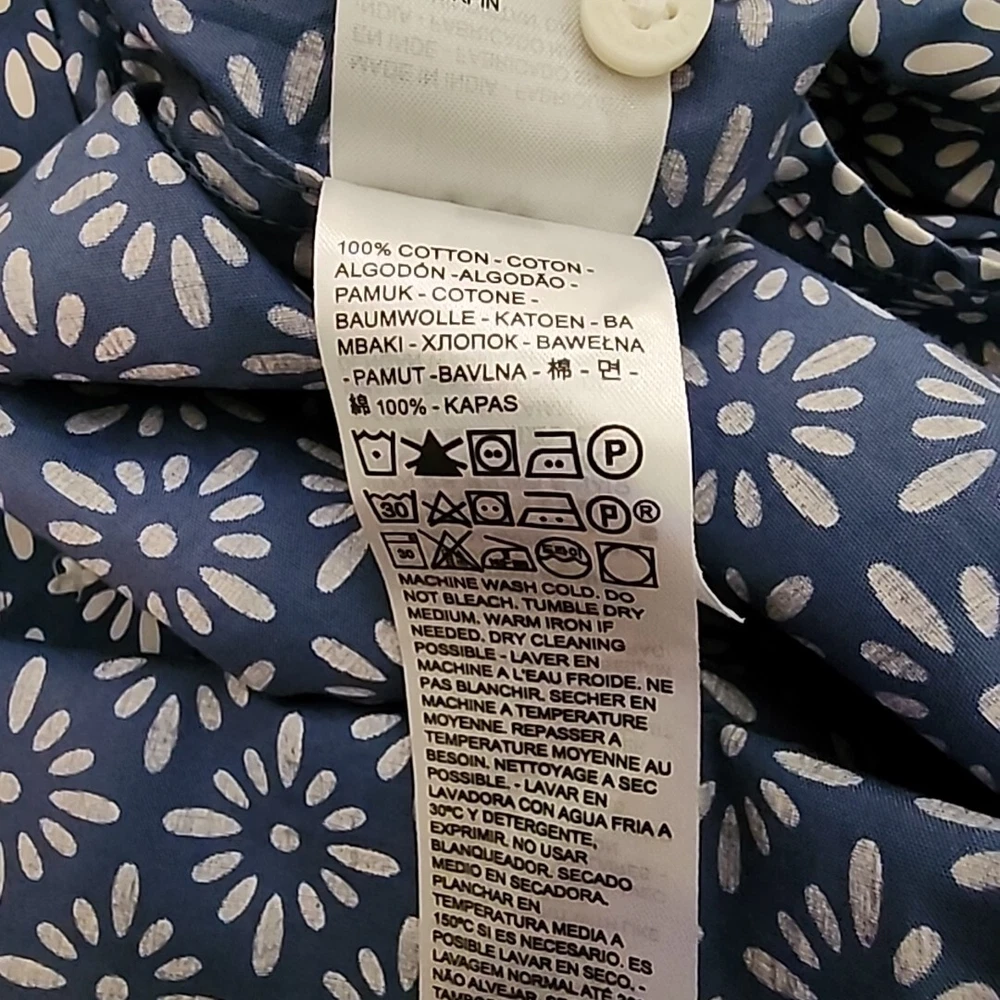 100% COTTON - COTON -
ALGODÓN -ALGODÃO -
PAMUK - COTONE -
BAUMWOLLE - KATOEN - BA
MBAKI - ХЛОПОК - BAWEŁNA
-PAMUT -BAVLNA - 棉 - 면 -
綿 100% - KAPAS
P
30 P ®
30
MACHINE WASH COLD. DO
NOT BLEACH. TUMBLE DRY
MEDIUM. WARM IRON IF
NEEDED. DRY CLEANING
POSSIBLE - LAVER EN
MACHINE A L'EAU FROIDE. NE
PAS BLANCHIR. SECHER EN
MACHINE A TEMPERATURE
MOYENNE. REPASSER A
TEMPERATURE MOYENNE AU
BESOIN. NETTOYAGE A SEC
POSSIBLE. - LAVAR EN
LAVADORA CON AGUA FRIA A
30ºC Y DETERGENTE,
EXPRIMIR. NO USAR
BLANQUEADOR. SECADO
MEDIO EN SECADORA.
PLANCHAR EN
TEMPERATURA MEDIA A
150ºC SI ES NECESARIO. ES
POSIBLE LAVAR EN SECO. -
LAVAGEM NORMAL ATÉ
NÃO ALVEJAR.